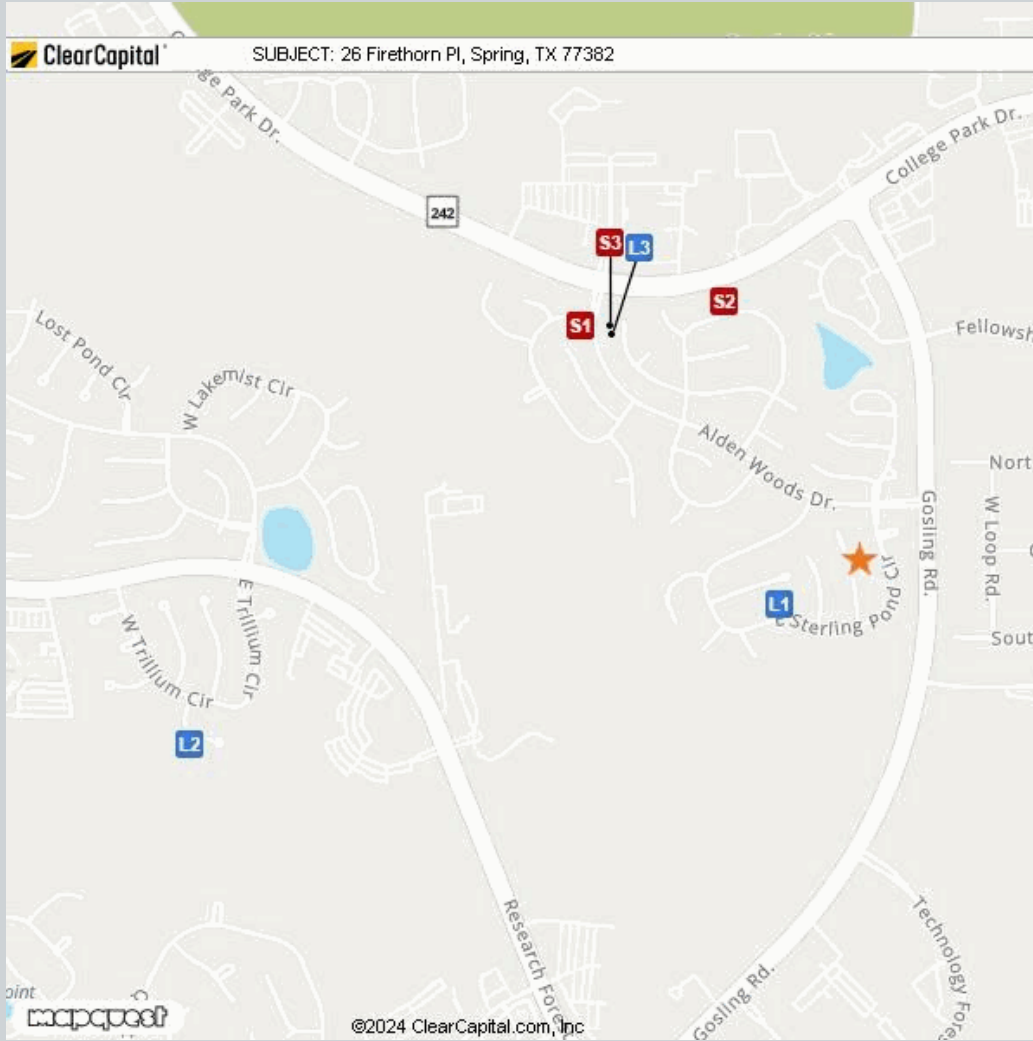 ClearCapital SUBJECT: 26 Firethorn Pl, Spring, TX 77382
ge Park Dr.
College Park Dr.
242
S3 L3
S2
S1
Fellowsh
Lost Pond Cir
W Lakemist Cir
Alden Woods Dr.
Nort
W Loop Rd.
Gosling Rd.
E Trillium Cir
W Trillium Cir
L1
Sterling Pond Cir
Sout
L2
Research Fore
Technology Fores
Gosling Rd.
oint
mapquest
©2024 ClearCapital.com, Inc